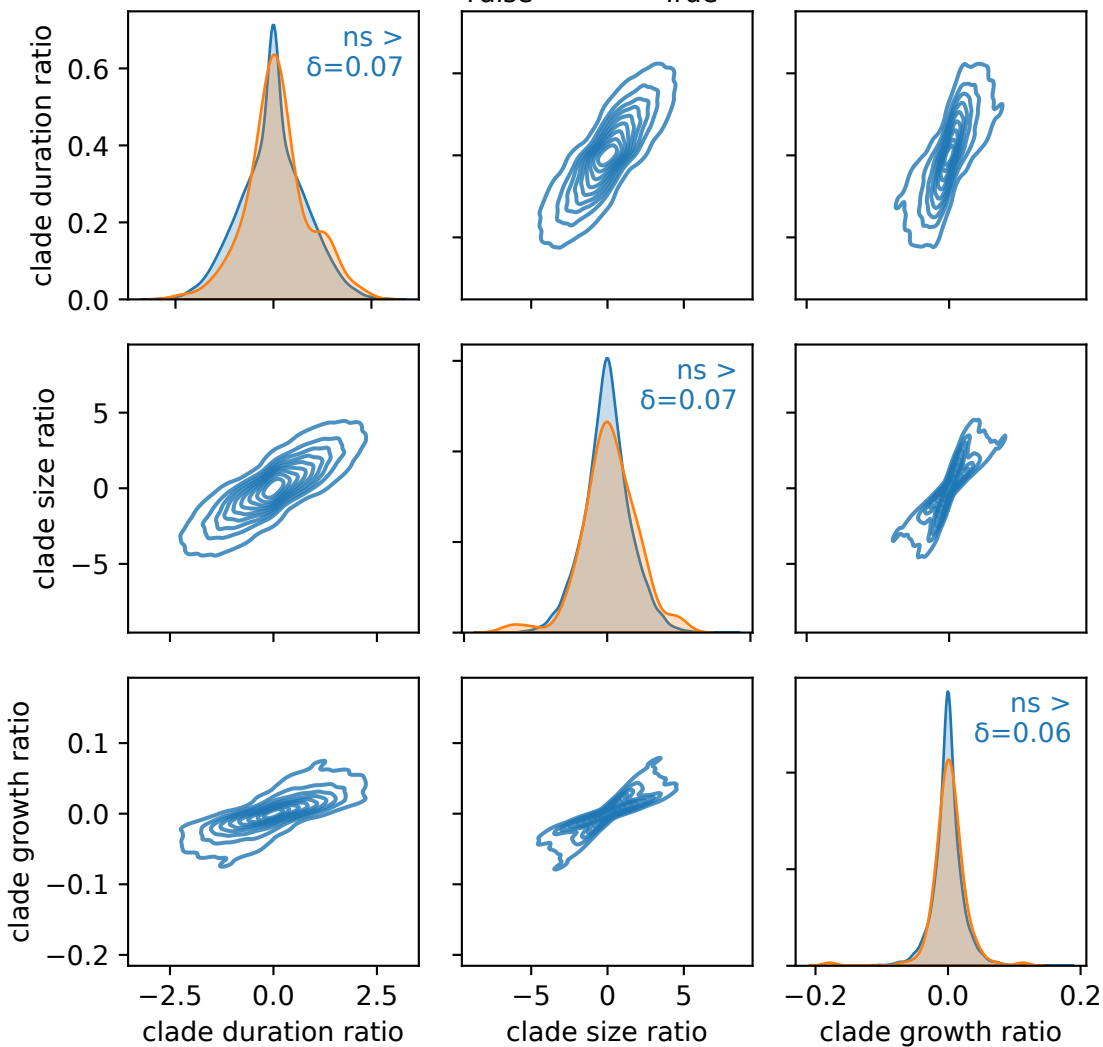 clade duration ratio
0.6
0.4
0.2
0.0
ns >
δ=0.07
clade size ratio
5
0
−5
ns >
δ=0.07
clade growth ratio
0.1
0.0
−0.1
−0.2
ns >
δ=0.06
−2.5 0.0 2.5
−5 0 5
−0.2 0.0 0.2
clade duration ratio
clade size ratio
clade growth ratio